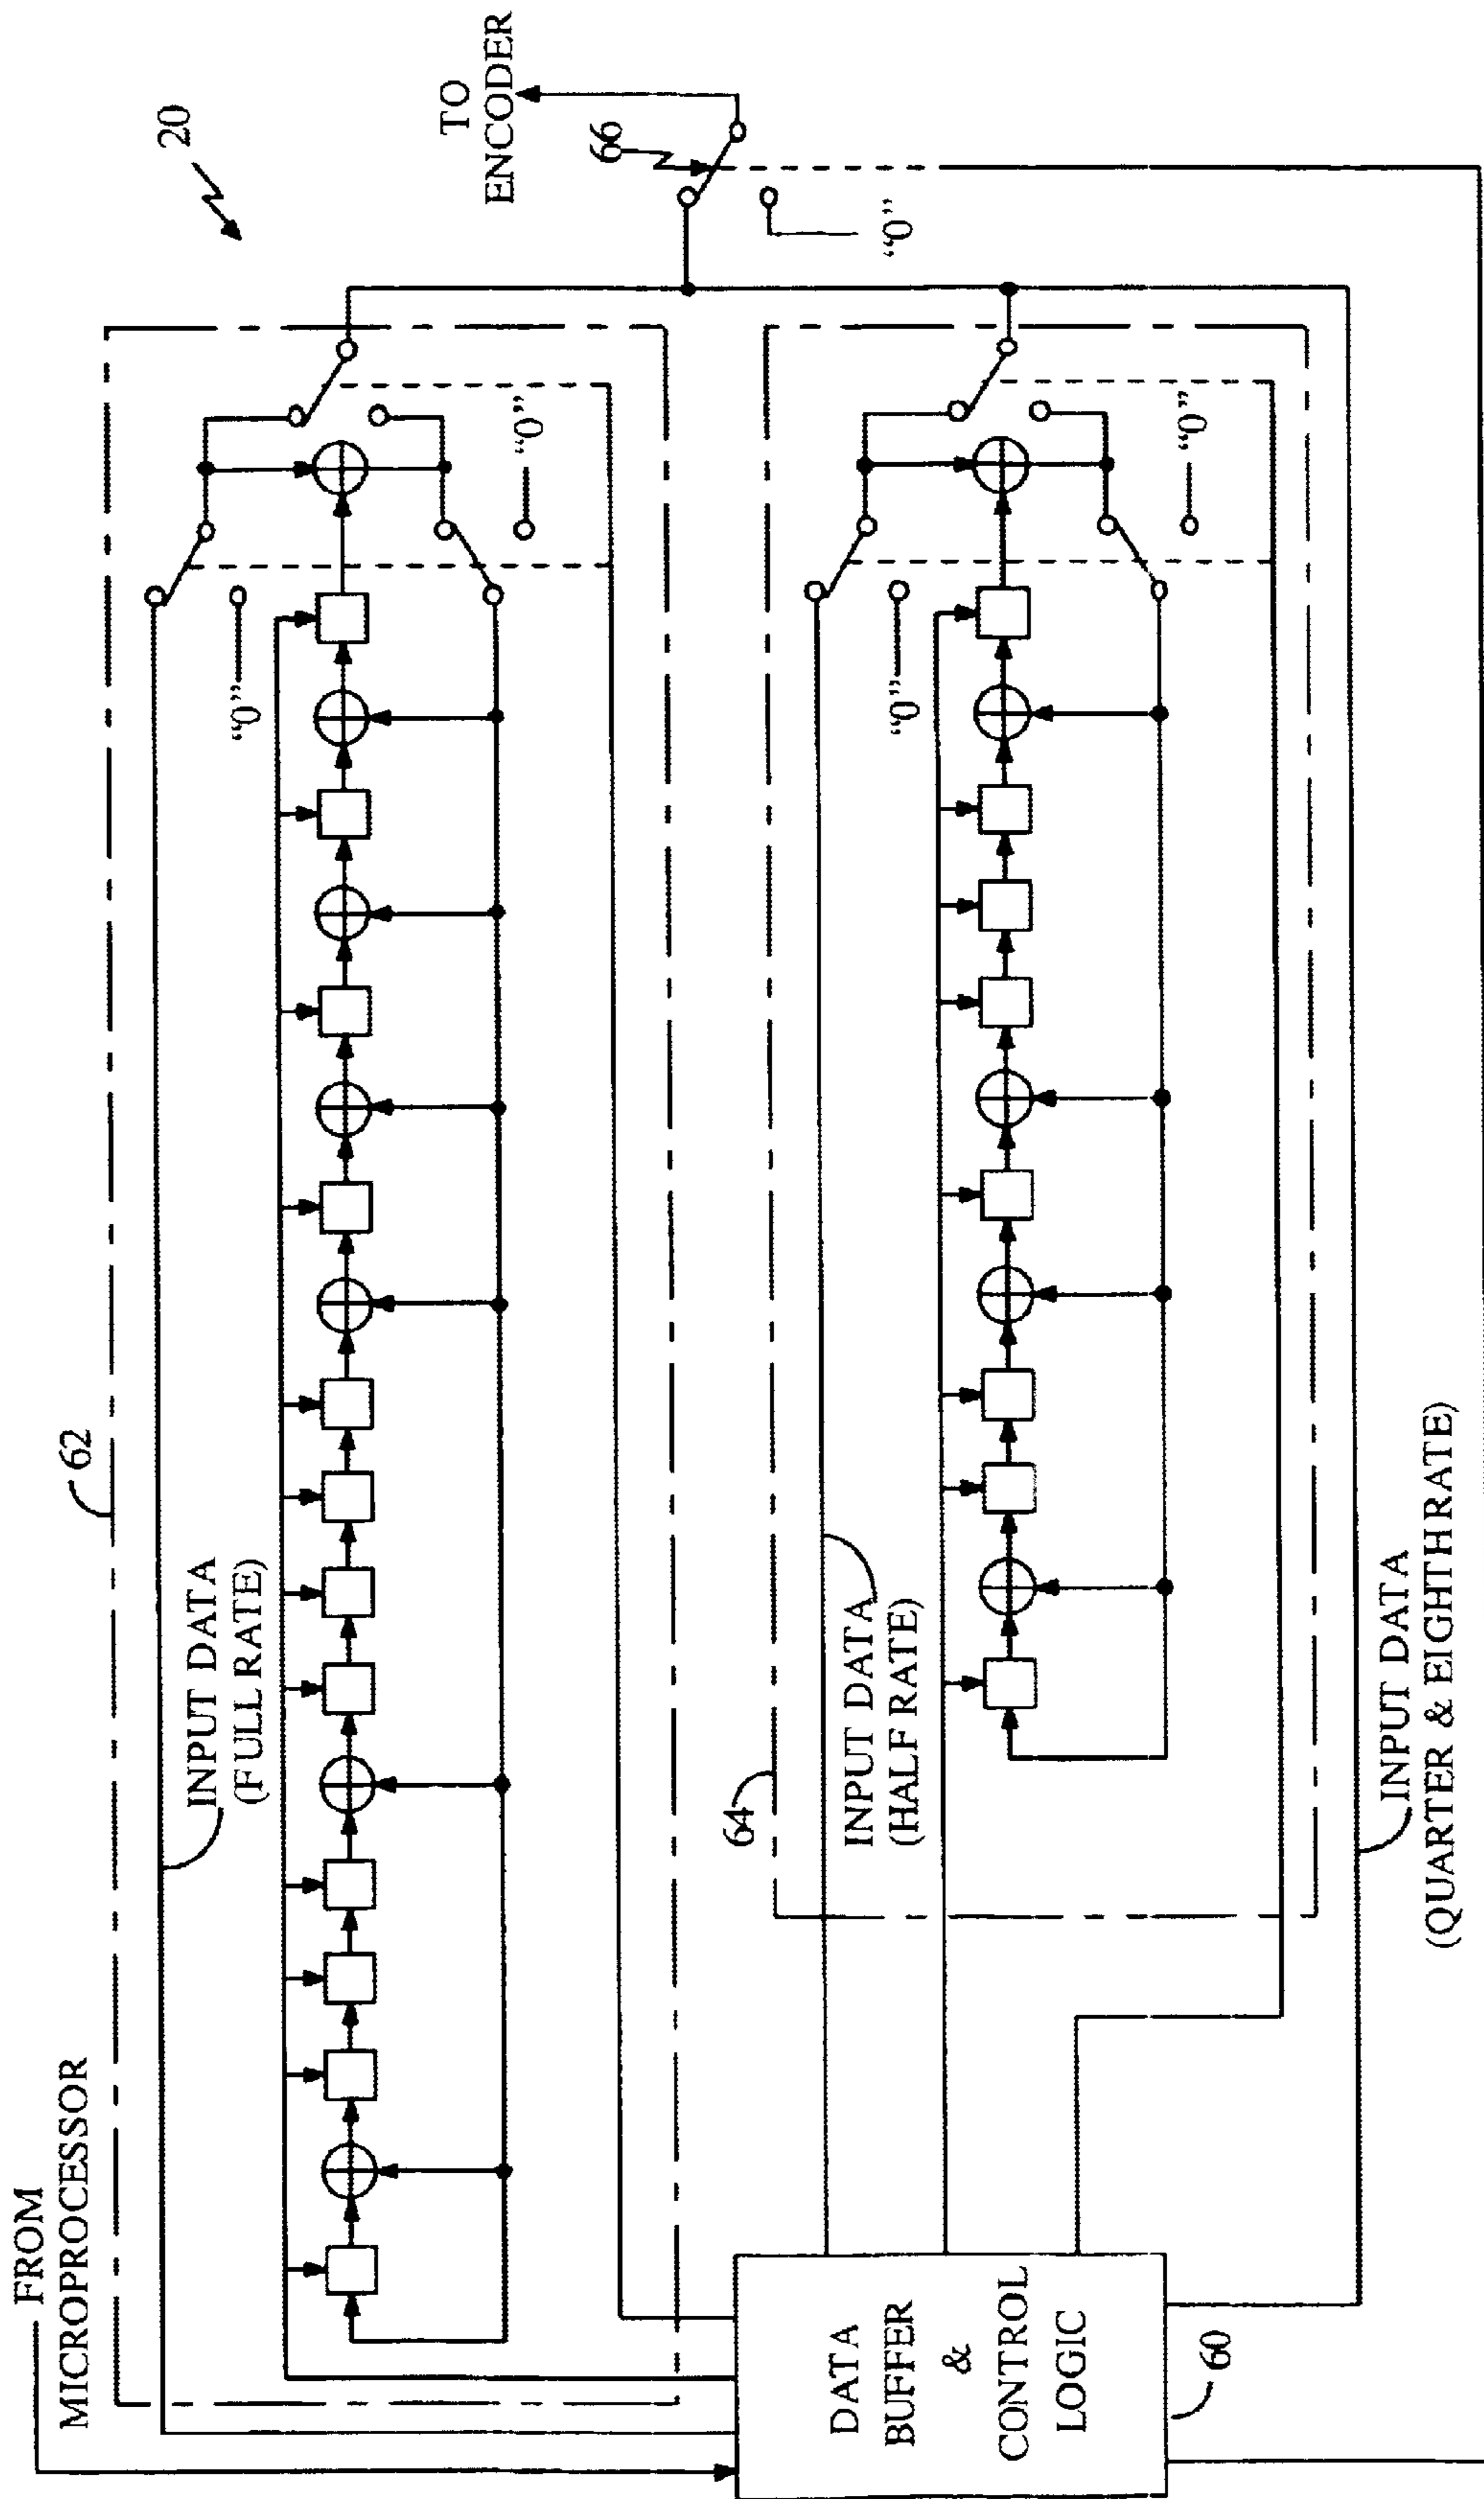 FROM
MICROPROCESSOR
62
20
INPUT DATA
(FULL RATE)
"0"
"0"
TO
ENCODER
66
"0"
64
INPUT DATA
(HALF RATE)
"0"
"0"
DATA
BUFFER
&
CONTROL
LOGIC
60
INPUT DATA
(QUARTER & EIGHTH RATE)